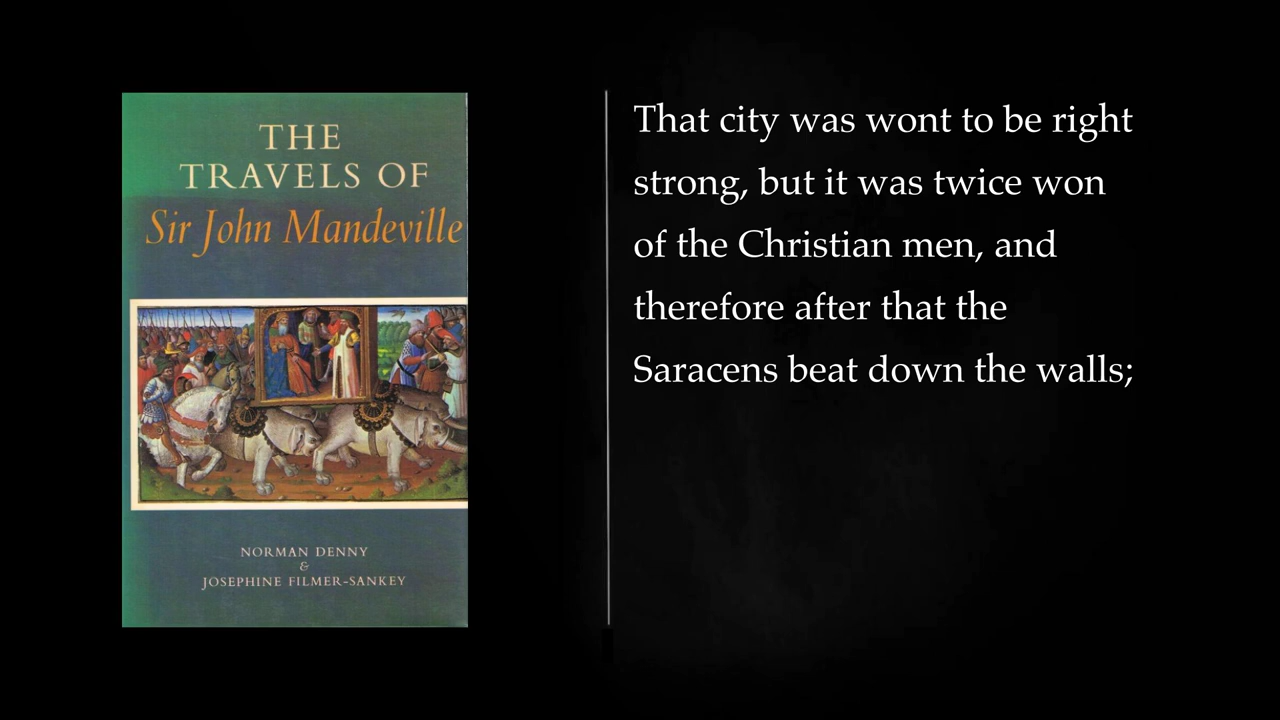 THE
TRAVELS OF
Sir John Mandeville
NORMAN DENNY
&
JOSEPHINE FILMER-SANKEY
That city was wont to be right
strong, but it was twice won
of the Christian men, and
therefore after that the
Saracens beat down the walls;